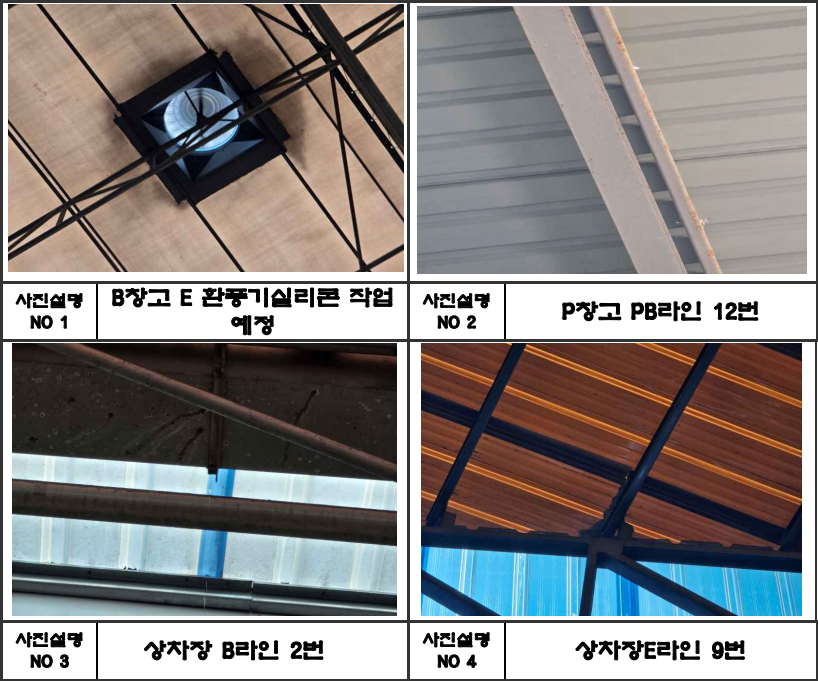 사진설명
NO 1
B창고 E 환풍기실리콘 작업
예정
사진설명
NO 2
P창고 PB라인 12번
사진설명
NO 3
상차장 B라인 2번
사진설명
NO 4
상차장E라인 9번